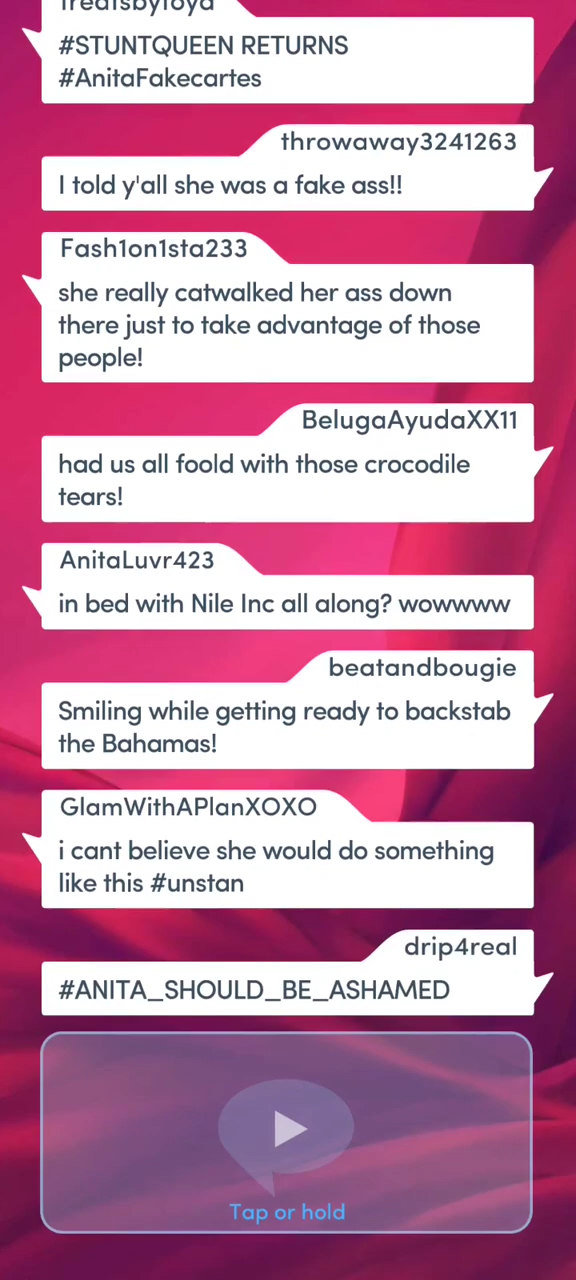 treatsbytoya
#STUNTQUEEN RETURNS
#AnitaFakecartes
throwaway3241263
I told y'all she was a fake ass!!
Fash1on1sta233
she really catwalked her ass down
there just to take advantage of those
people!
BelugaAyudaXX11
had us all foold with those crocodile
tears!
AnitaLuvr423
in bed with Nile Inc all along? wowwww
beatandbougie
Smiling while getting ready to backstab
the Bahamas!
GlamWithAPlanXOXO
i cant believe she would do something
like this #unstan
drip4real
#ANITA_SHOULD_BE_ASHAMED
Tap or hold